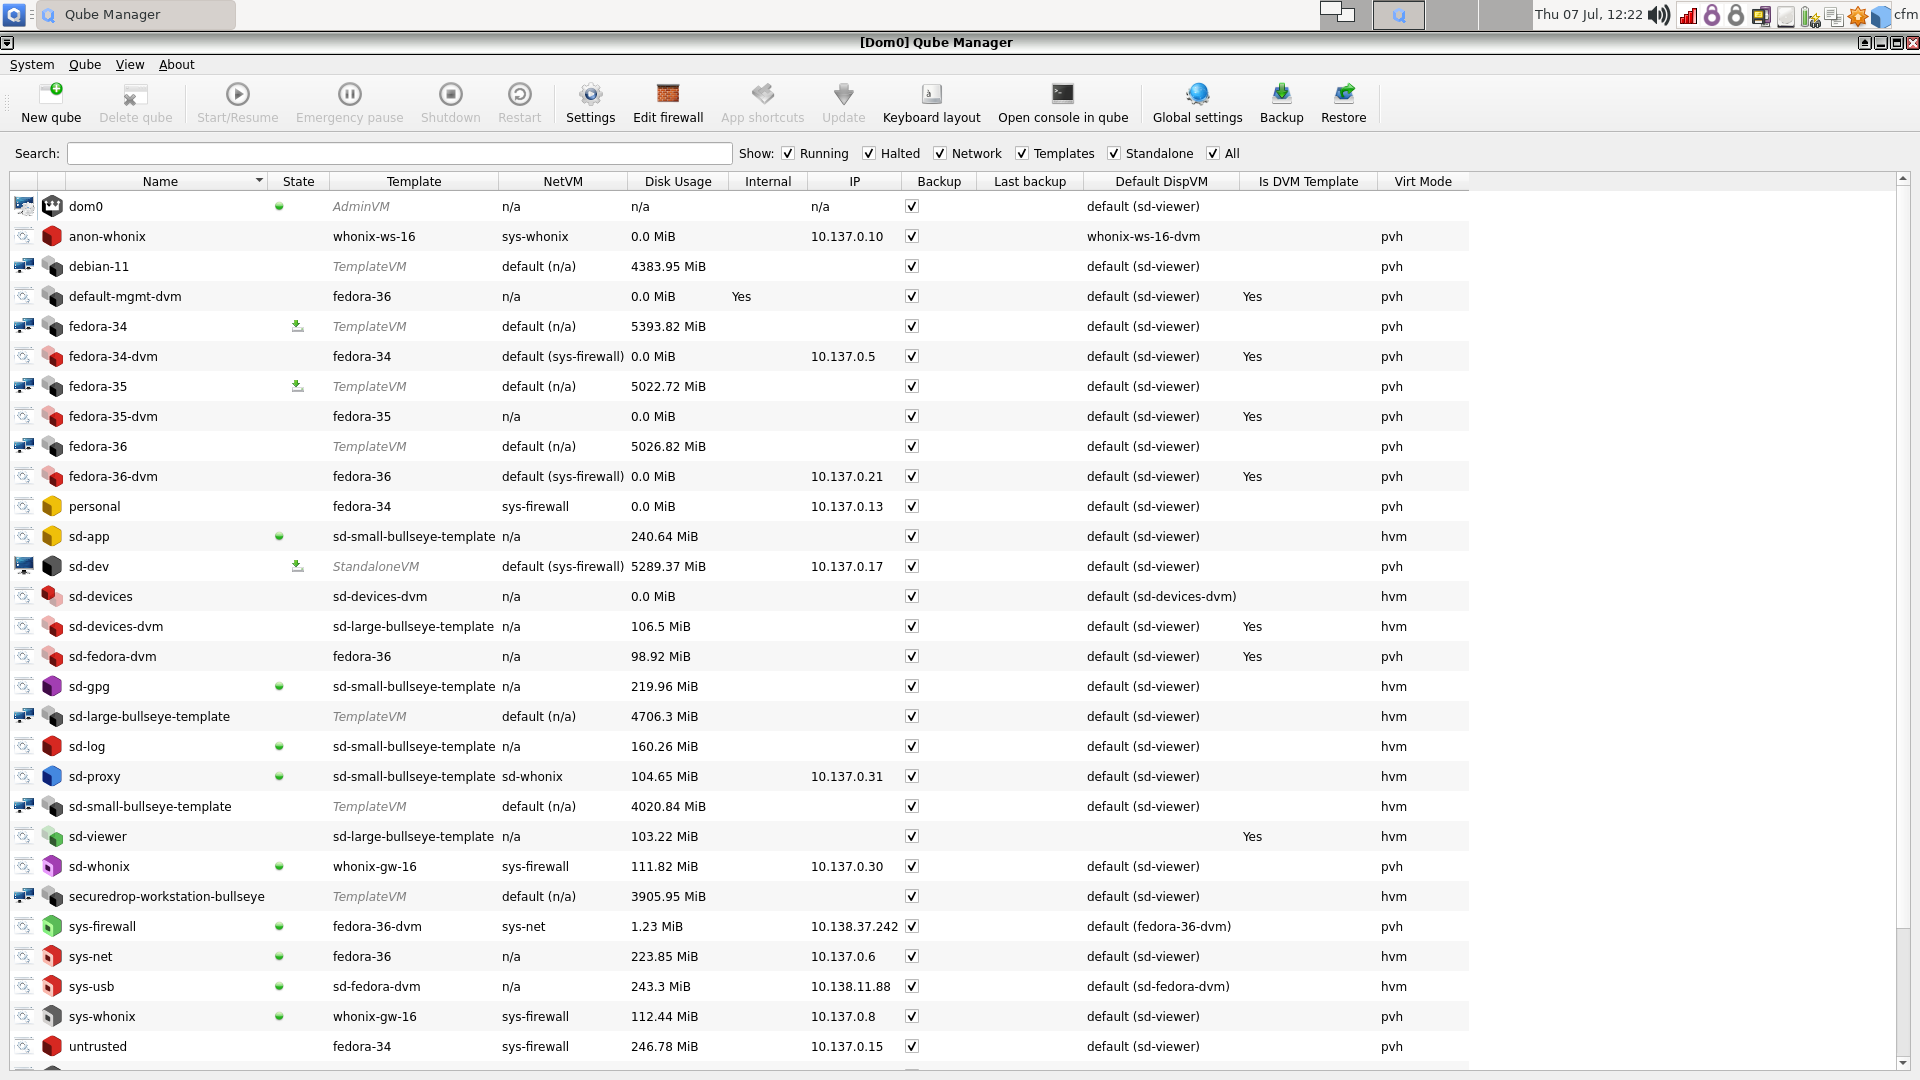 Qube Manager Thu 07 Jul, 12:22 cfm
[Dom0] Qube Manager
System Qube View About
New qube Delete qube Start/Resume Emergency pause Shutdown Restart Settings Edit firewall App shortcuts Update Keyboard layout Open console in qube Global settings Backup Restore
Search: Show: Running Halted Network Templates Standalone All
Name State Template NetVM Disk Usage Internal IP Backup Last backup Default DispVM Is DVM Template Virt Mode
dom0 AdminVM n/a n/a n/a default (sd-viewer)
anon-whonix whonix-ws-16 sys-whonix 0.0 MiB 10.137.0.10 whonix-ws-16-dvm pvh
debian-11 TemplateVM default (n/a) 4383.95 MiB default (sd-viewer) pvh
default-mgmt-dvm fedora-36 n/a 0.0 MiB Yes default (sd-viewer) Yes pvh
fedora-34 TemplateVM default (n/a) 5393.82 MiB default (sd-viewer) pvh
fedora-34-dvm fedora-34 default (sys-firewall) 0.0 MiB 10.137.0.5 default (sd-viewer) Yes pvh
fedora-35 TemplateVM default (n/a) 5022.72 MiB default (sd-viewer) pvh
fedora-35-dvm fedora-35 n/a 0.0 MiB default (sd-viewer) Yes pvh
fedora-36 TemplateVM default (n/a) 5026.82 MiB default (sd-viewer) pvh
fedora-36-dvm fedora-36 default (sys-firewall) 0.0 MiB 10.137.0.21 default (sd-viewer) Yes pvh
personal fedora-34 sys-firewall 0.0 MiB 10.137.0.13 default (sd-viewer) pvh
sd-app sd-small-bullseye-template n/a 240.64 MiB default (sd-viewer) hvm
sd-dev StandaloneVM default (sys-firewall) 5289.37 MiB 10.137.0.17 default (sd-viewer) pvh
sd-devices sd-devices-dvm n/a 0.0 MiB default (sd-devices-dvm) hvm
sd-devices-dvm sd-large-bullseye-template n/a 106.5 MiB default (sd-viewer) Yes hvm
sd-fedora-dvm fedora-36 n/a 98.92 MiB default (sd-viewer) Yes pvh
sd-gpg sd-small-bullseye-template n/a 219.96 MiB default (sd-viewer) hvm
sd-large-bullseye-template TemplateVM default (n/a) 4706.3 MiB default (sd-viewer) hvm
sd-log sd-small-bullseye-template n/a 160.26 MiB default (sd-viewer) hvm
sd-proxy sd-small-bullseye-template sd-whonix 104.65 MiB 10.137.0.31 default (sd-viewer) hvm
sd-small-bullseye-template TemplateVM default (n/a) 4020.84 MiB default (sd-viewer) hvm
sd-viewer sd-large-bullseye-template n/a 103.22 MiB Yes hvm
sd-whonix whonix-gw-16 sys-firewall 111.82 MiB 10.137.0.30 default (sd-viewer) pvh
securedrop-workstation-bullseye TemplateVM default (n/a) 3905.95 MiB default (sd-viewer) hvm
sys-firewall fedora-36-dvm sys-net 1.23 MiB 10.138.37.242 default (fedora-36-dvm) pvh
sys-net fedora-36 n/a 223.85 MiB 10.137.0.6 default (sd-viewer) hvm
sys-usb sd-fedora-dvm n/a 243.3 MiB 10.138.11.88 default (sd-fedora-dvm) hvm
sys-whonix whonix-gw-16 sys-firewall 112.44 MiB 10.137.0.8 default (sd-viewer) pvh
untrusted fedora-34 sys-firewall 246.78 MiB 10.137.0.15 default (sd-viewer) pvh